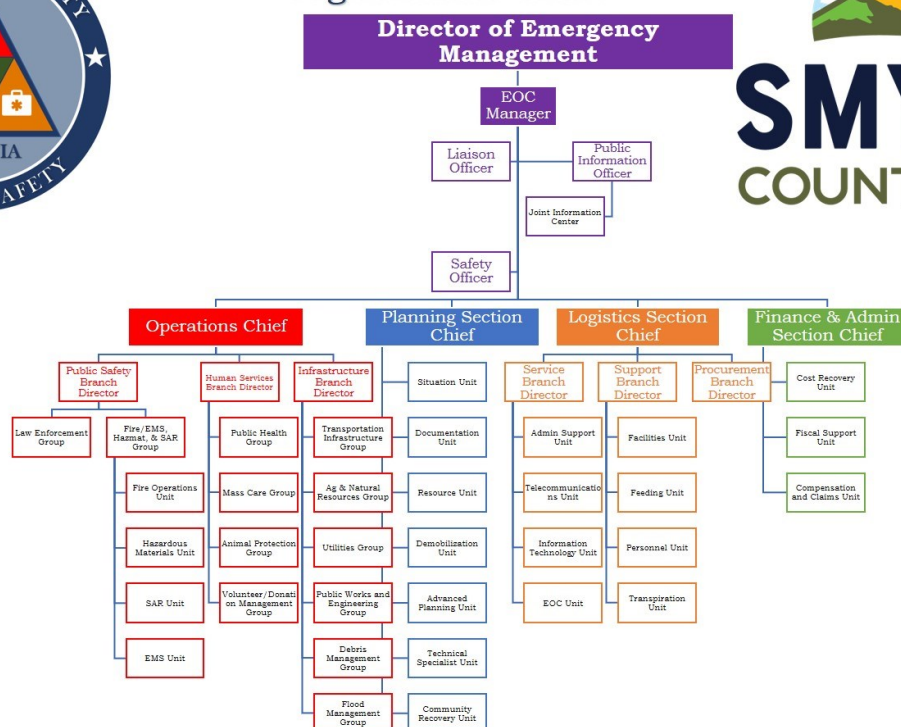 Director of Emergency
Management
EOC
Manager
Liaison
Officer
Public
Information
Officer
Joint Information
Center
Safety
Officer
IA
AFETY
SMY
COUNT
Operations Chief
Planning Section
Chief
Logistics Section
Chief
Finance & Admin
Section Chief
Public Safety
Branch
Director
Human Services
Branch Director
Infrastructure
Branch
Director
Situation Unit
Service
Branch
Director
Support
Branch
Director
Procurement
Branch
Director
Cost Recovery
Unit
Law Enforcement
Group
Fire/EMS,
Hazmat, & SAR
Group
Public Health
Group
Transportation
Infrastructure
Group
Documentation
Unit
Admin Support
Unit
Facilities Unit
Fiscal Support
Unit
Fire Operations
Unit
Mass Care Group
Ag & Natural
Resources Group
Resource Unit
Telecommunicatio
ns Unit
Feeding Unit
Compensation
and Claims Unit
Hazardous
Materials Unit
Animal Protection
Group
Utilities Group
Demobilization
Unit
Information
Technology Unit
Personnel Unit
SAR Unit
Volunteer/Donati
on Management
Group
Public Works and
Engineering
Group
Advanced
Planning Unit
EOC Unit
Transpiration
Unit
EMS Unit
Debris
Management
Group
Technical
Specialist Unit
Flood
Management
Group
Community
Recovery Unit